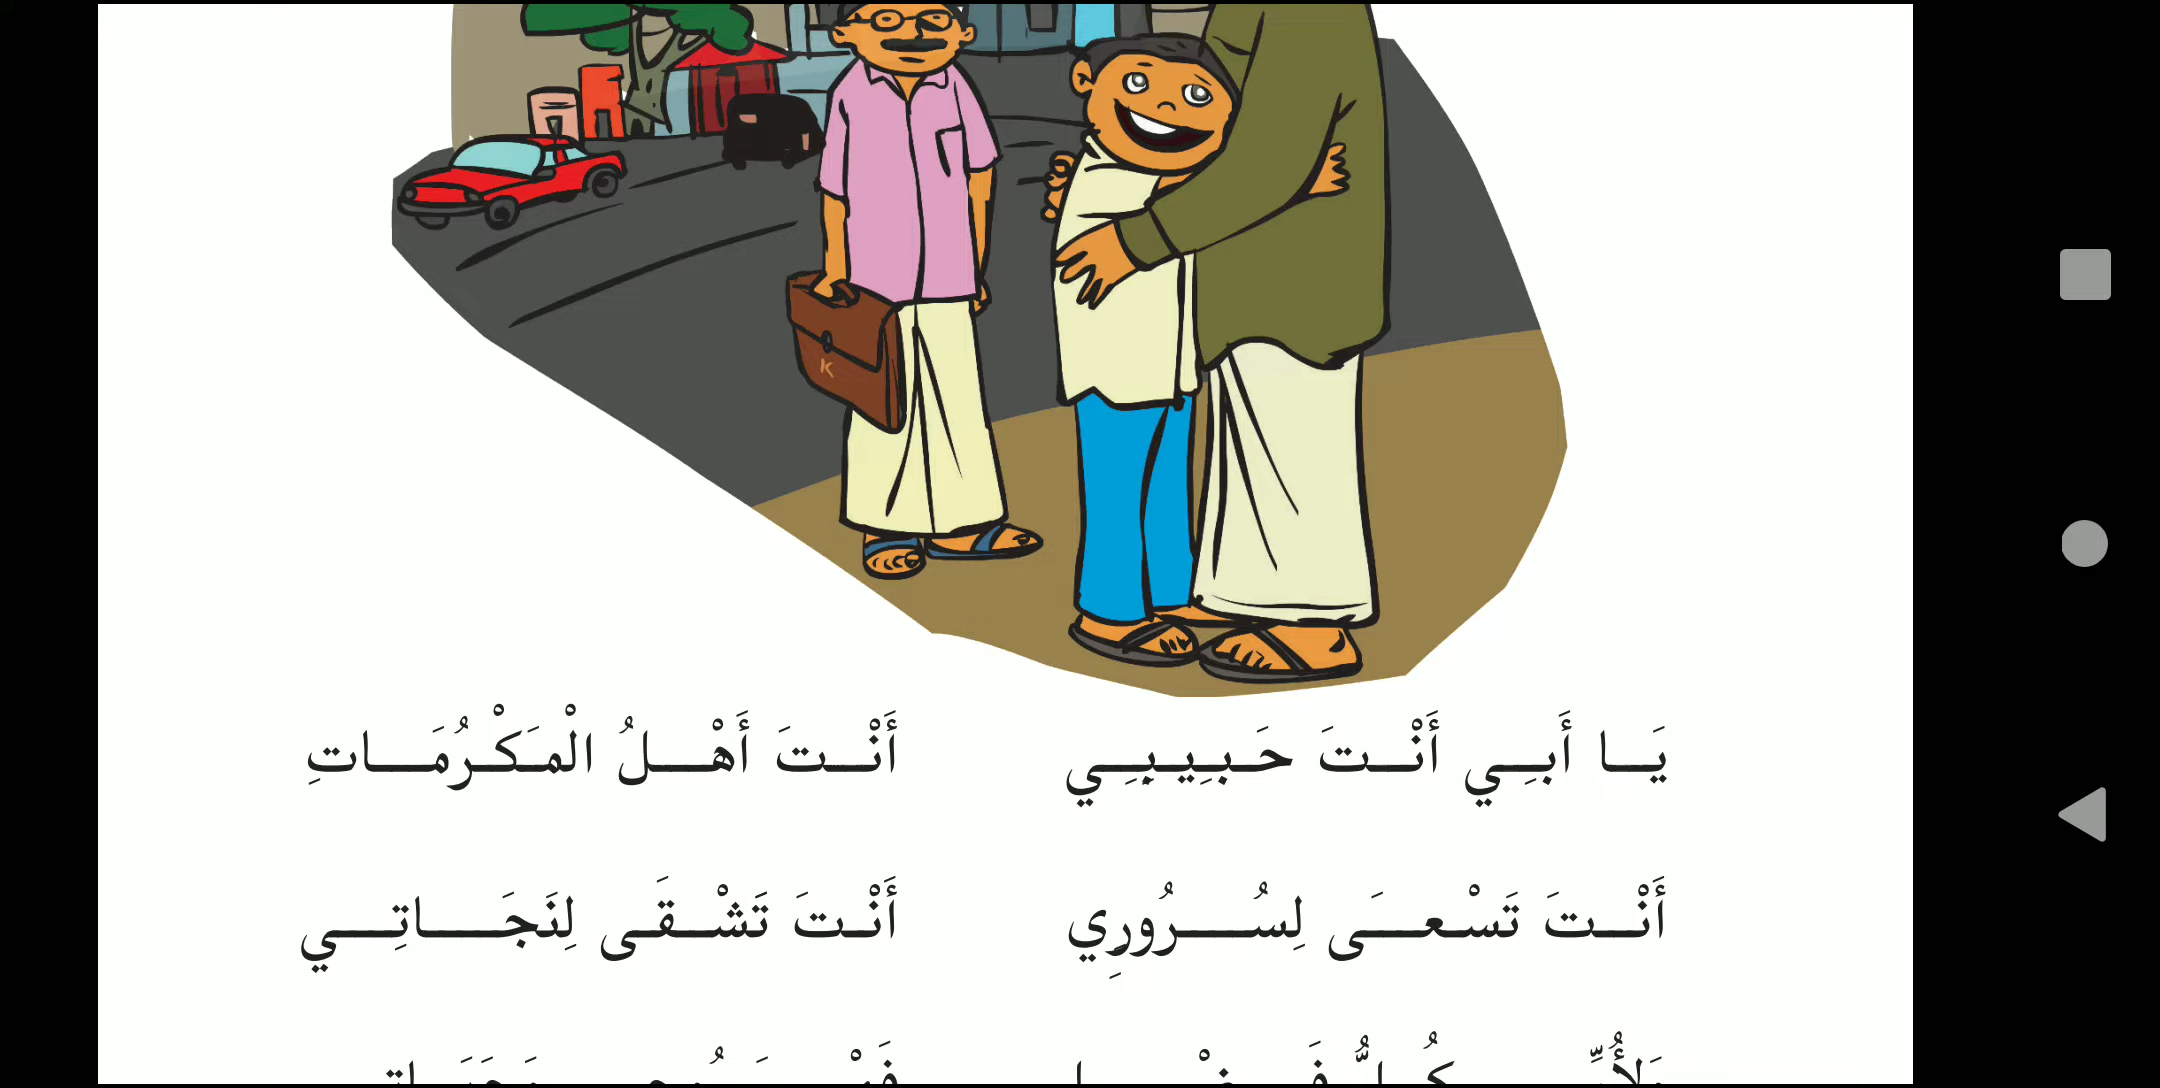 K
يَا أَبِي أَنْتَ حَبِيبِي أَنْتَ أَهْلُ الْمَكْرُمَاتِ
أَنْتَ تَسْعَى لِسُرُورِي أَنْتَ تَشْقَى لِنَجَاتِي